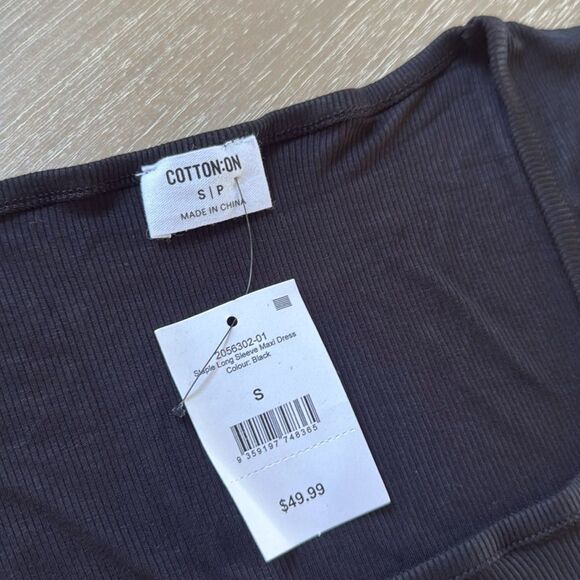 COTTON:ON
S|P
MADE IN CHINA
2056302-01
Staple Long Sleeve Maxi Dress
Colour: Black
S
9 359197 748365
$49.99